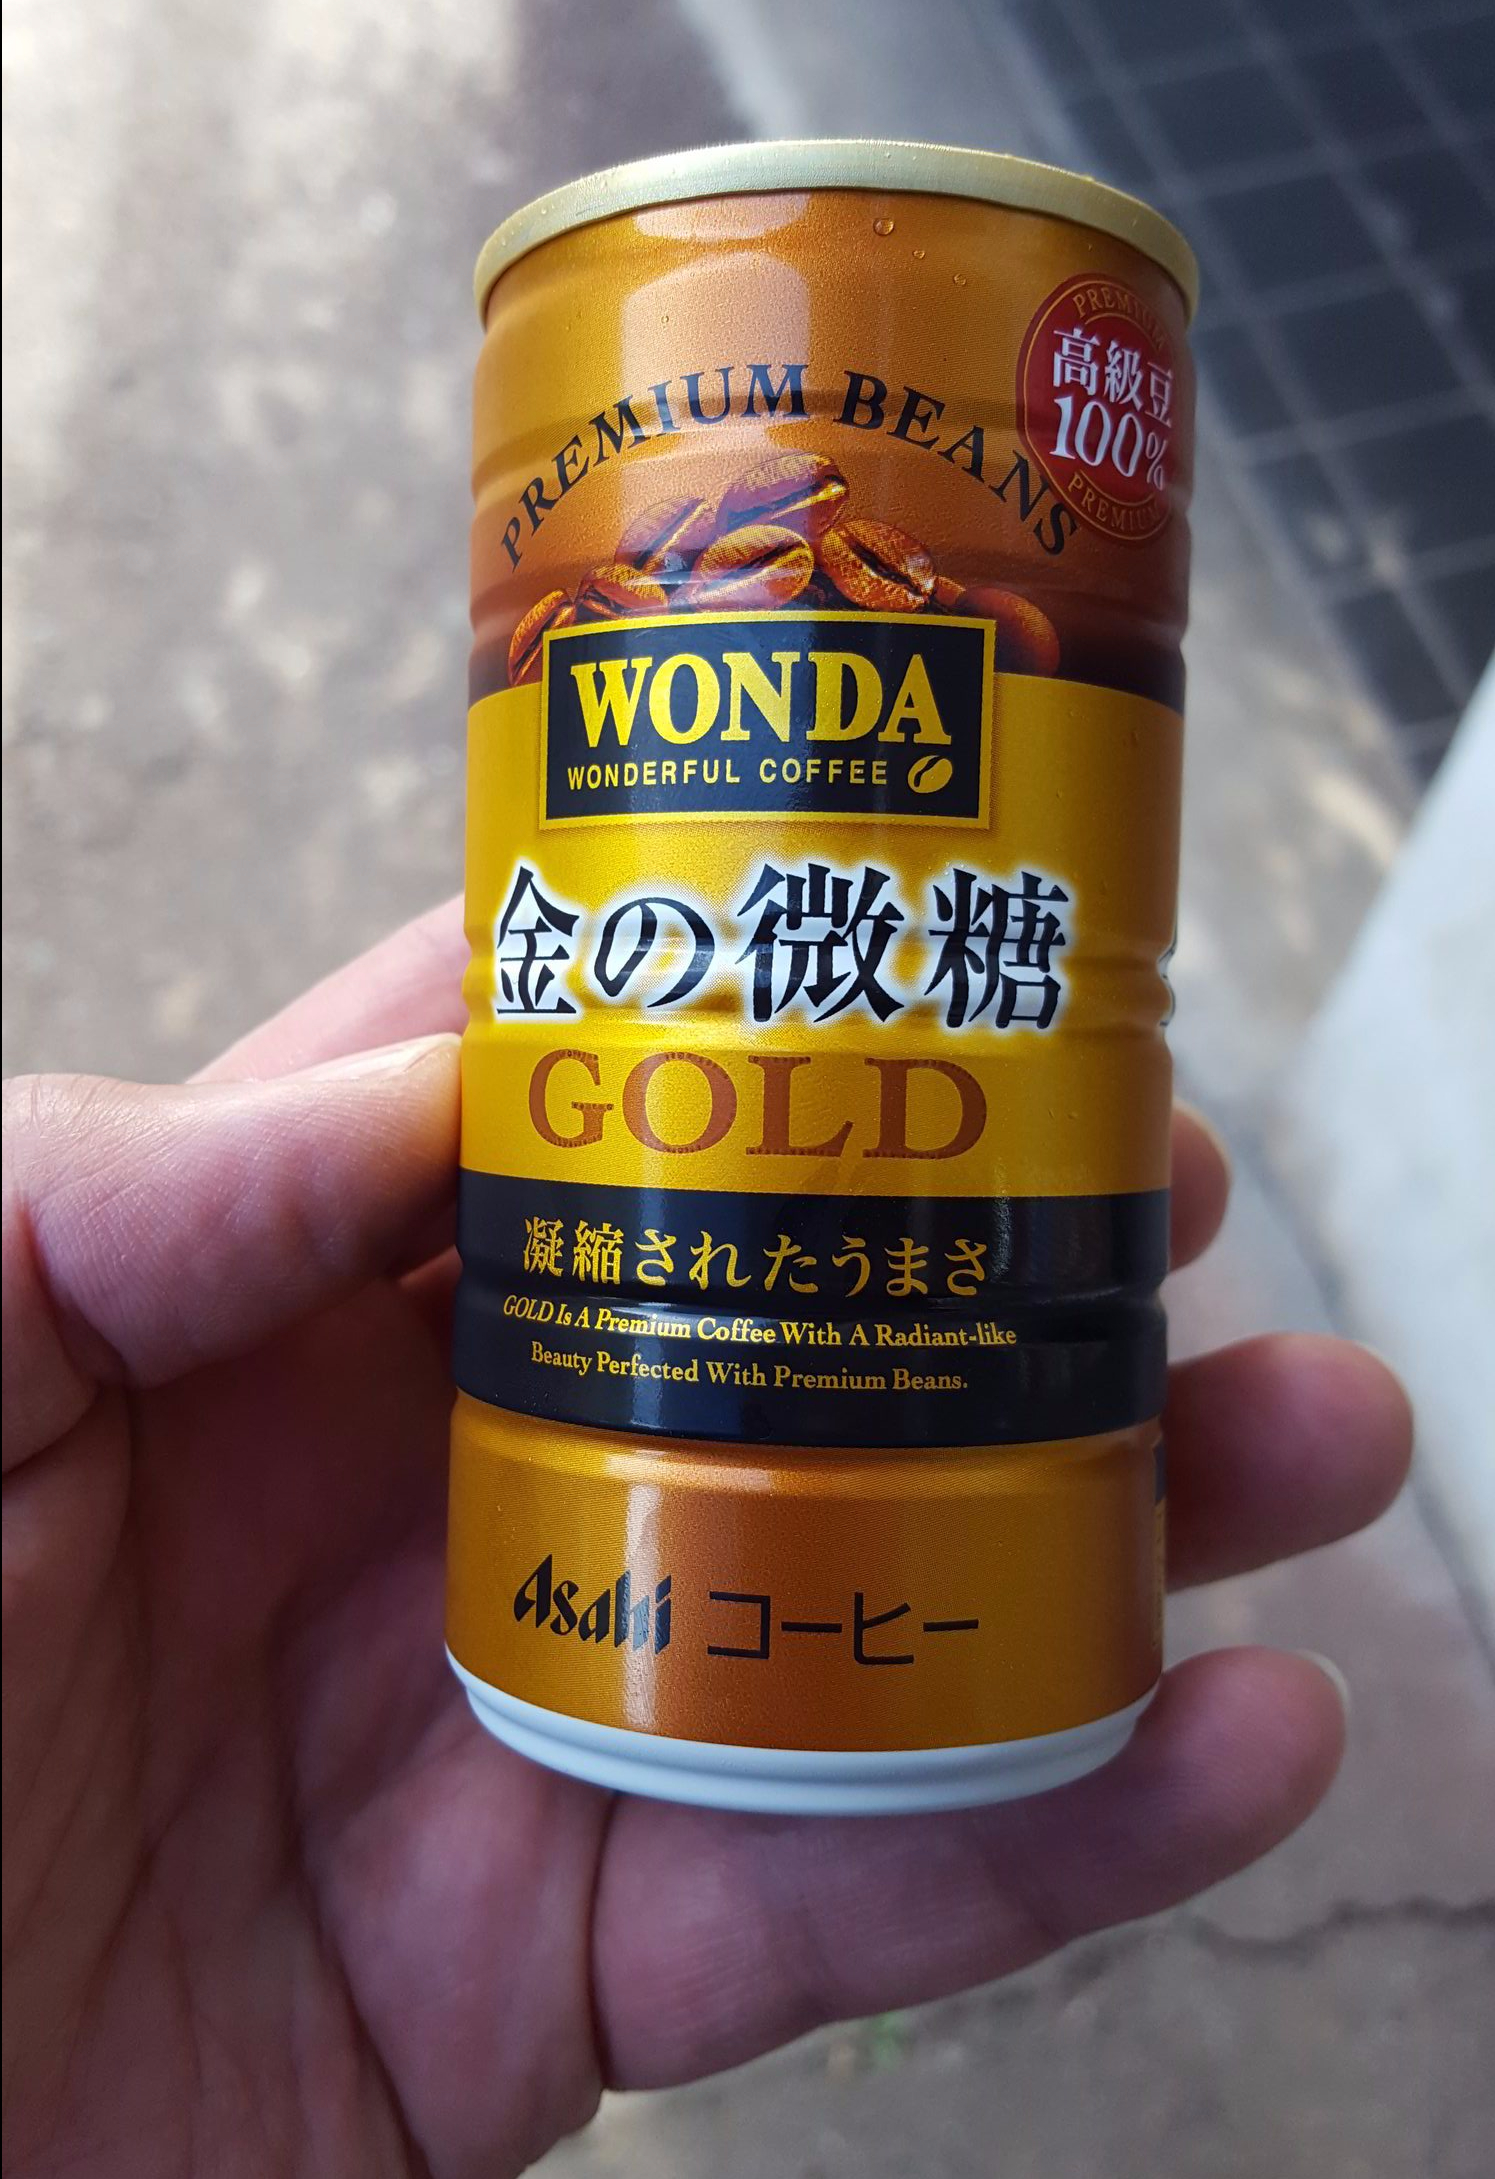 PREMIUM BEANS
PREMIUM
高級豆
100%
PREMIUM
WONDA
WONDERFUL COFFEE
金の微糖
GOLD
凝縮されたうまさ
GOLD Is A Premium Coffee With A Radiant-like
Beauty Perfected With Premium Beans.
Asahi コーヒー